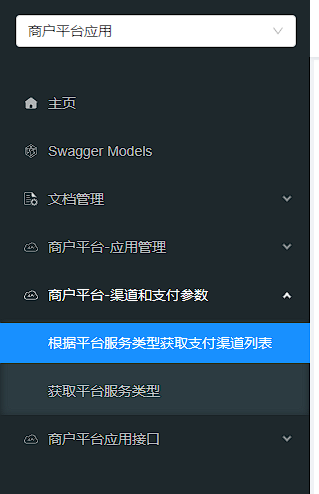 商户平台应用
主页
Swagger Models
文档管理
商户平台-应用管理
商户平台-渠道和支付参数
根据平台服务类型获取支付渠道列表
获取平台服务类型
商户平台应用接口